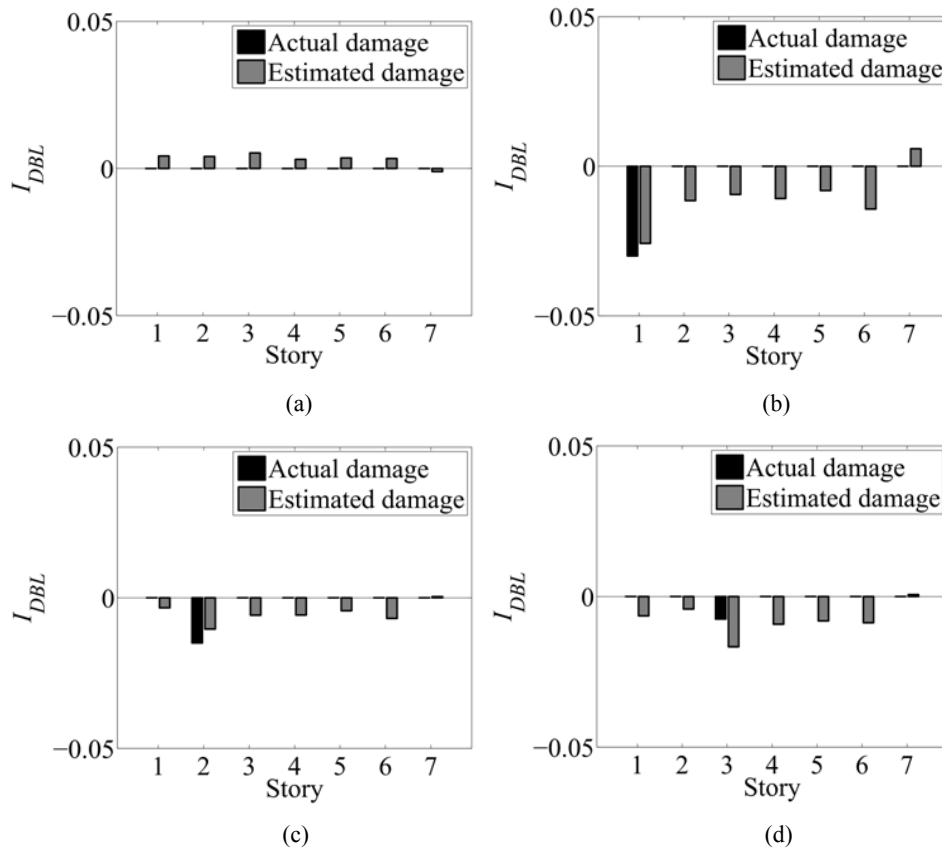 0.05
Actual damage
Estimated damage
0
I_DBL
−0.05
1 2 3 4 5 6 7
Story
(a)
0.05
Actual damage
Estimated damage
0
I_DBL
−0.05
1 2 3 4 5 6 7
Story
(b)
0.05
Actual damage
Estimated damage
0
I_DBL
−0.05
1 2 3 4 5 6 7
Story
(c)
0.05
Actual damage
Estimated damage
0
I_DBL
−0.05
1 2 3 4 5 6 7
Story
(d)